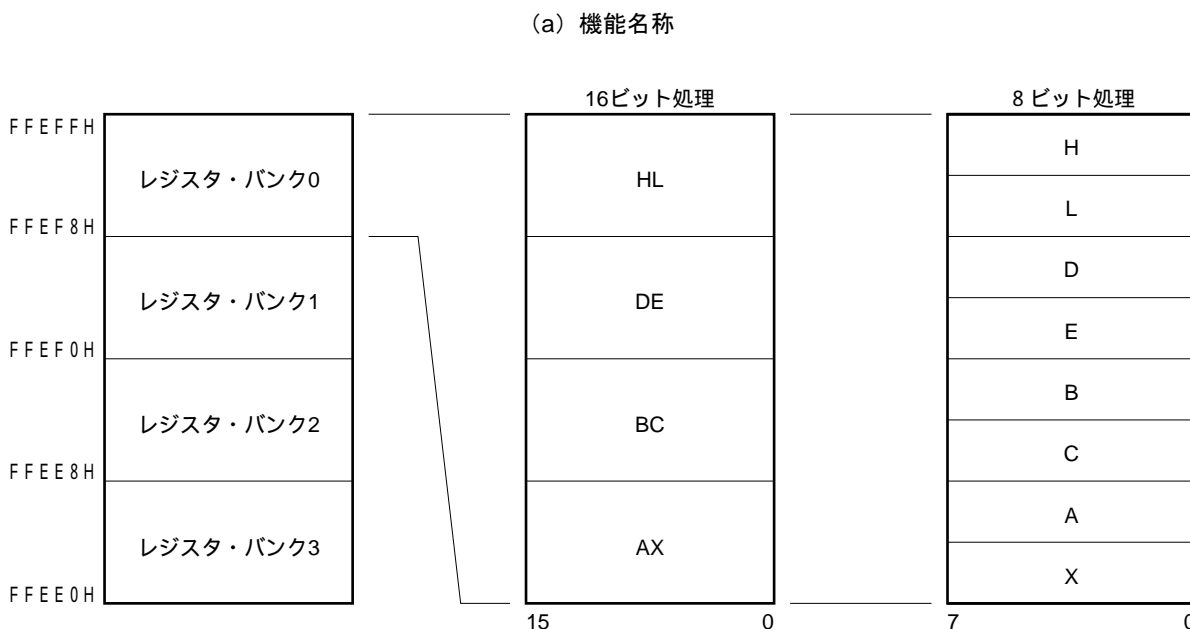 （a）機能名称
16ビット処理
8 ビット処理
FFEFFH
レジスタ・バンク0
HL
H
L
FFEF8H
レジスタ・バンク1
DE
D
E
FFEF0H
レジスタ・バンク2
BC
B
C
FFEE8H
レジスタ・バンク3
AX
A
X
FFEE0H
15 0 7 0